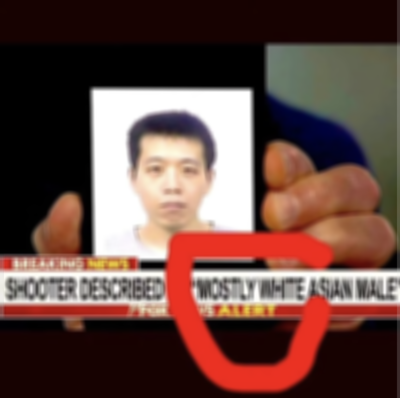 BREAKING NEWS
SHOOTER DESCRIBED "MOSTLY WHITE ASIAN MALE"
ALERT